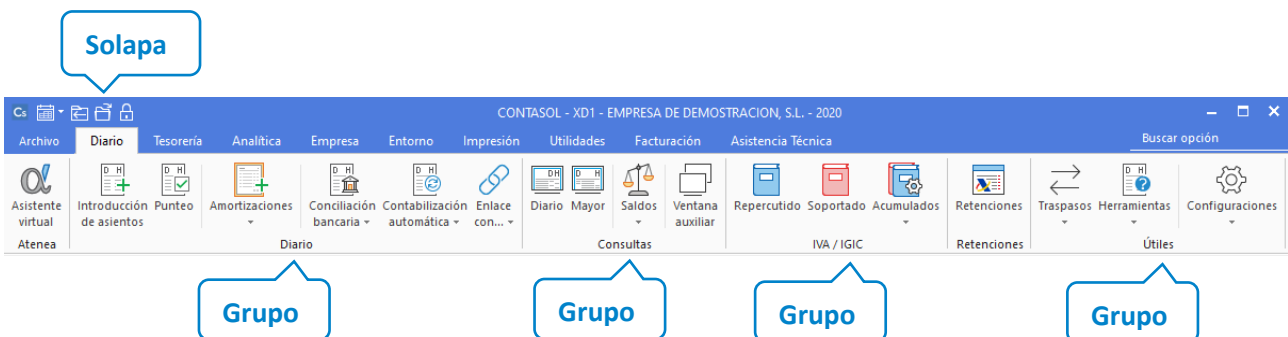 Solapa
Cs
CONTASOL - XD1 - EMPRESA DE DEMOSTRACION, S.L. - 2020
Archivo Diario Tesorería Analítica Empresa Entorno Impresión Utilidades Facturación Asistencia Técnica Buscar opción
D H D H D H D H DH D H D H
Asistente Introducción Punteo Amortizaciones Conciliación Contabilización Enlace Diario Mayor Saldos Ventana Repercutido Soportado Acumulados Retenciones Traspasos Herramientas Configuraciones
virtual de asientos bancaria automática con... auxiliar
Atenea Diario Consultas IVA / IGIC Retenciones Útiles
Grupo Grupo Grupo Grupo